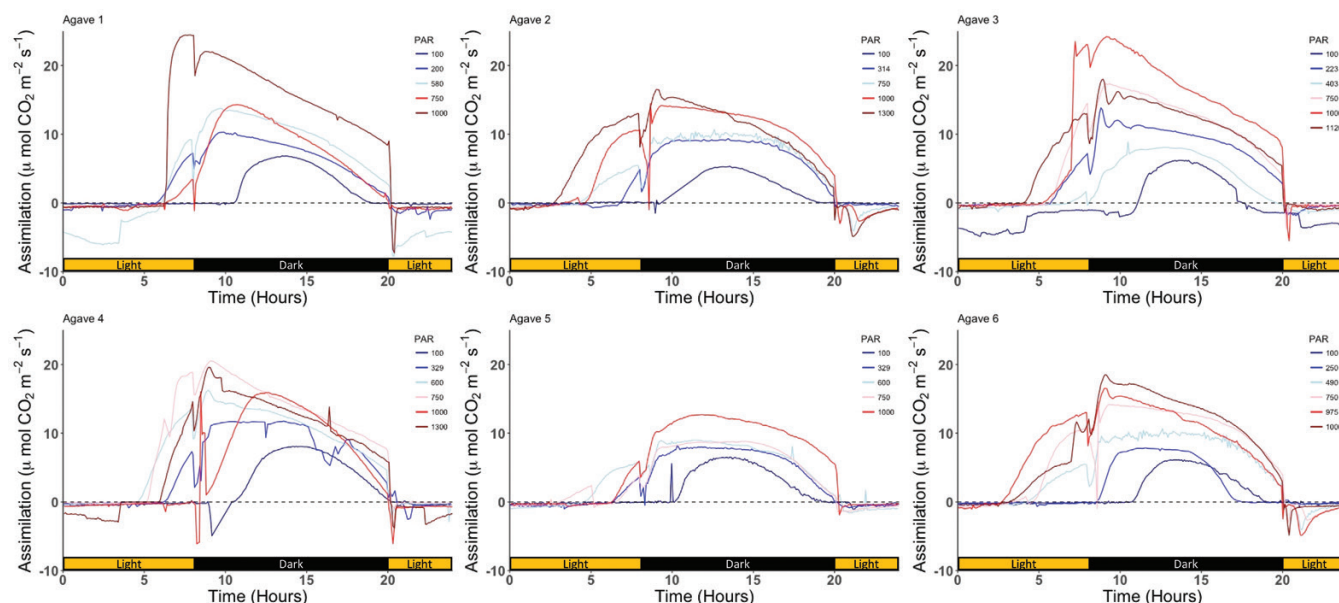 Agave 1
Assimilation (μ mol CO₂ m⁻² s⁻¹)
20
10
0
-10
PAR
100
200
580
750
1000
Light
Dark
Light
0
5
10
15
20
Time (Hours)
Agave 2
Assimilation (μ mol CO₂ m⁻² s⁻¹)
20
10
0
-10
PAR
100
314
750
1000
1300
Light
Dark
Light
0
5
10
15
20
Time (Hours)
Agave 3
Assimilation (μ mol CO₂ m⁻² s⁻¹)
20
10
0
-10
PAR
100
223
403
750
Light
Dark
Light
0
5
10
15
20
Time (Hours)
Agave 4
Assimilation (μ mol CO₂ m⁻² s⁻¹)
20
10
0
-10
PAR
100
329
600
750
1000
1300
Light
Dark
Light
0
5
10
15
20
Time (Hours)
Agave 5
Assimilation (μ mol CO₂ m⁻² s⁻¹)
20
10
0
-10
PAR
100
329
600
750
1000
Light
Dark
Light
0
5
10
15
20
Time (Hours)
Agave 6
Assimilation (μ mol CO₂ m⁻² s⁻¹)
20
10
0
-10
PAR
100
250
490
750
975
Light
Dark
Light
0
5
10
15
20
Time (Hours)